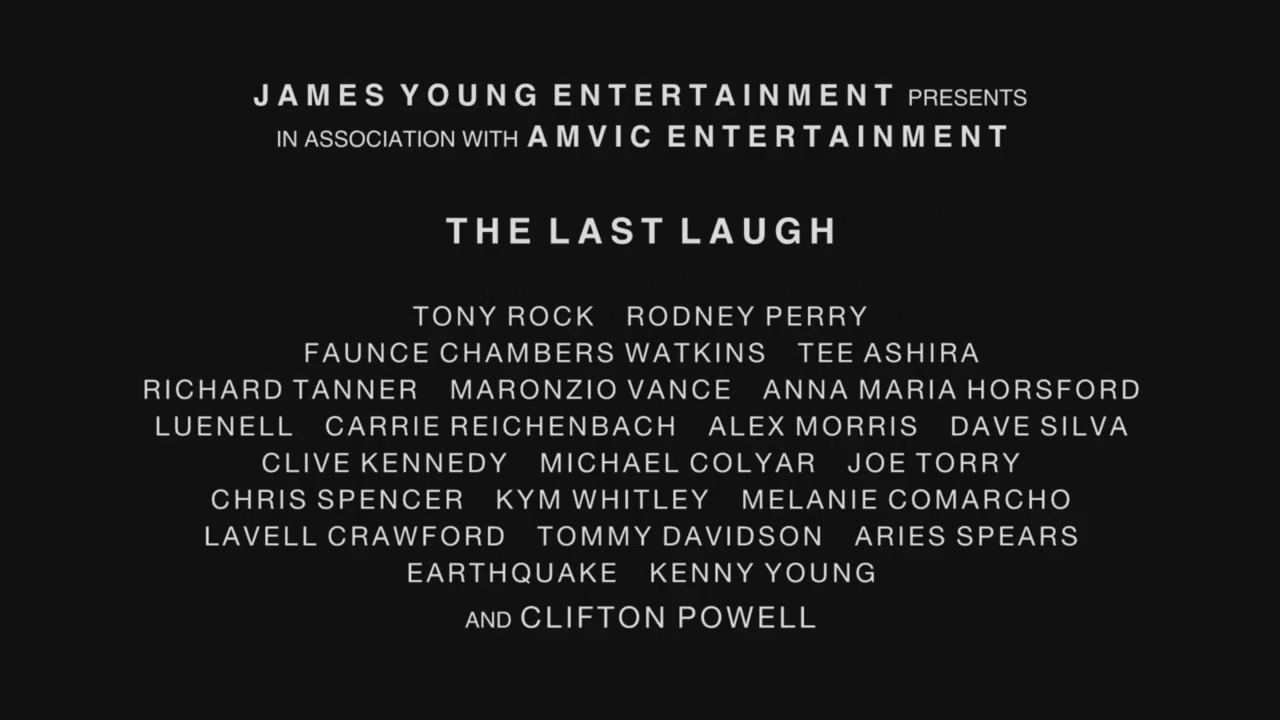 JAMES YOUNG ENTERTAINMENT PRESENTS
IN ASSOCIATION WITH AMVIC ENTERTAINMENT
THE LAST LAUGH
TONY ROCK RODNEY PERRY
FAUNCE CHAMBERS WATKINS TEE ASHIRA
RICHARD TANNER MARONZIO VANCE ANNA MARIA HORSFORD
LUENELL CARRIE REICHENBACH ALEX MORRIS DAVE SILVA
CLIVE KENNEDY MICHAEL COLYAR JOE TORRY
CHRIS SPENCER KYM WHITLEY MELANIE COMARCHO
LAVELL CRAWFORD TOMMY DAVIDSON ARIES SPEARS
EARTHQUAKE KENNY YOUNG
AND CLIFTON POWELL